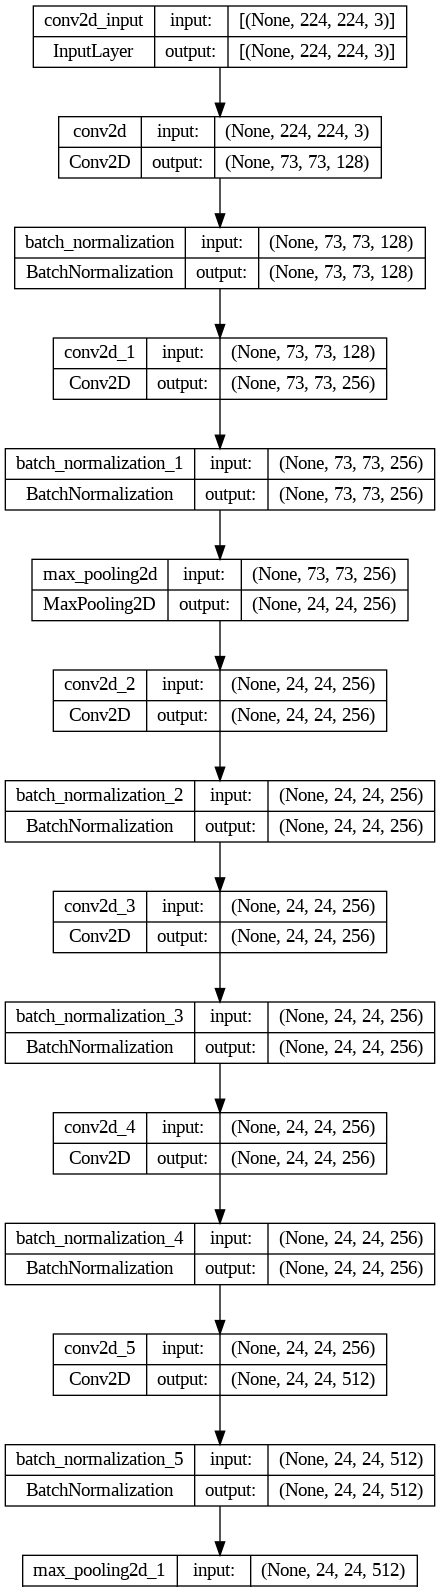 conv2d_input input: [(None, 224, 224, 3)]
InputLayer output: [(None, 224, 224, 3)]
conv2d input: (None, 224, 224, 3)
Conv2D output: (None, 73, 73, 128)
batch_normalization input: (None, 73, 73, 128)
BatchNormalization output: (None, 73, 73, 128)
conv2d_1 input: (None, 73, 73, 128)
Conv2D output: (None, 73, 73, 256)
batch_normalization_1 input: (None, 73, 73, 256)
BatchNormalization output: (None, 73, 73, 256)
max_pooling2d input: (None, 73, 73, 256)
MaxPooling2D output: (None, 24, 24, 256)
conv2d_2 input: (None, 24, 24, 256)
Conv2D output: (None, 24, 24, 256)
batch_normalization_2 input: (None, 24, 24, 256)
BatchNormalization output: (None, 24, 24, 256)
conv2d_3 input: (None, 24, 24, 256)
Conv2D output: (None, 24, 24, 256)
batch_normalization_3 input: (None, 24, 24, 256)
BatchNormalization output: (None, 24, 24, 256)
conv2d_4 input: (None, 24, 24, 256)
Conv2D output: (None, 24, 24, 256)
batch_normalization_4 input: (None, 24, 24, 256)
BatchNormalization output: (None, 24, 24, 256)
conv2d_5 input: (None, 24, 24, 256)
Conv2D output: (None, 24, 24, 512)
batch_normalization_5 input: (None, 24, 24, 512)
BatchNormalization output: (None, 24, 24, 512)
max_pooling2d_1 input: (None, 24, 24, 512)